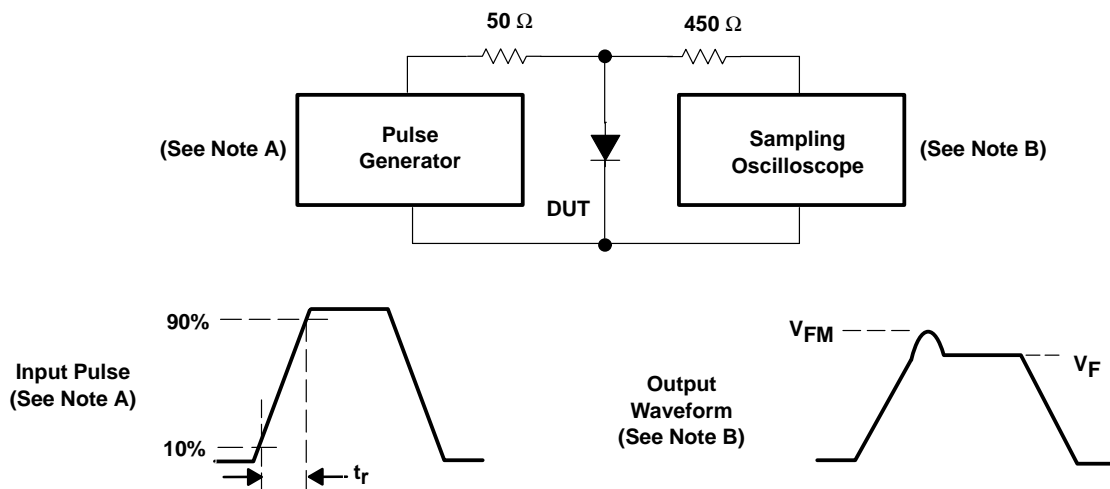 50 Ω
450 Ω
(See Note A)
Pulse
Generator
DUT
Sampling
Oscilloscope
(See Note B)
90%
Input Pulse
(See Note A)
10%
tr
VFM
VF
Output
Waveform
(See Note B)